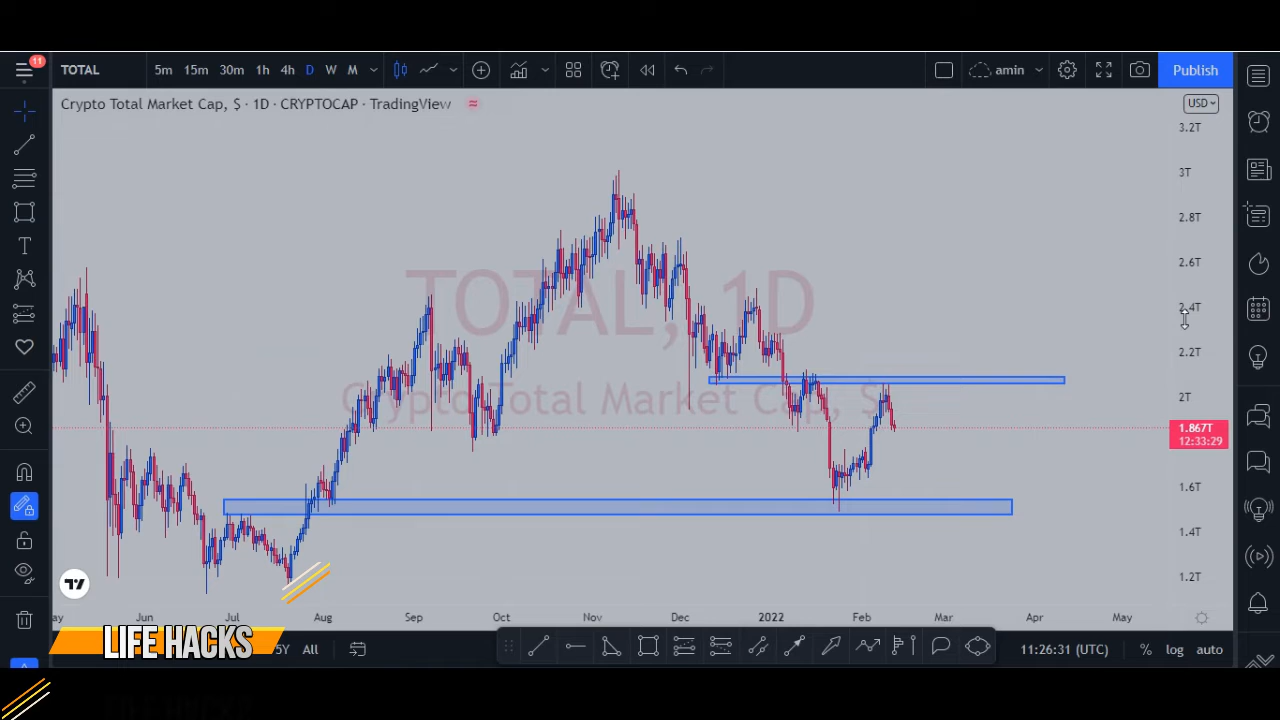 11
TOTAL 5m 15m 30m 1h 4h D W M amin Publish
Crypto Total Market Cap, $ · 1D · CRYPTOCAP · TradingView
USD
3.2T
3T
2.8T
2.6T
TOTAL, 1D
2.4T
2.2T
Crypto Total Market Cap, $
2T
1.867T
12:33:29
1.6T
1.4T
1.2T
Jun Jul Aug Sep Oct Nov Dec 2022 Feb Mar Apr May
LIFE HACKS
5Y All 11:26:31 (UTC) % log auto